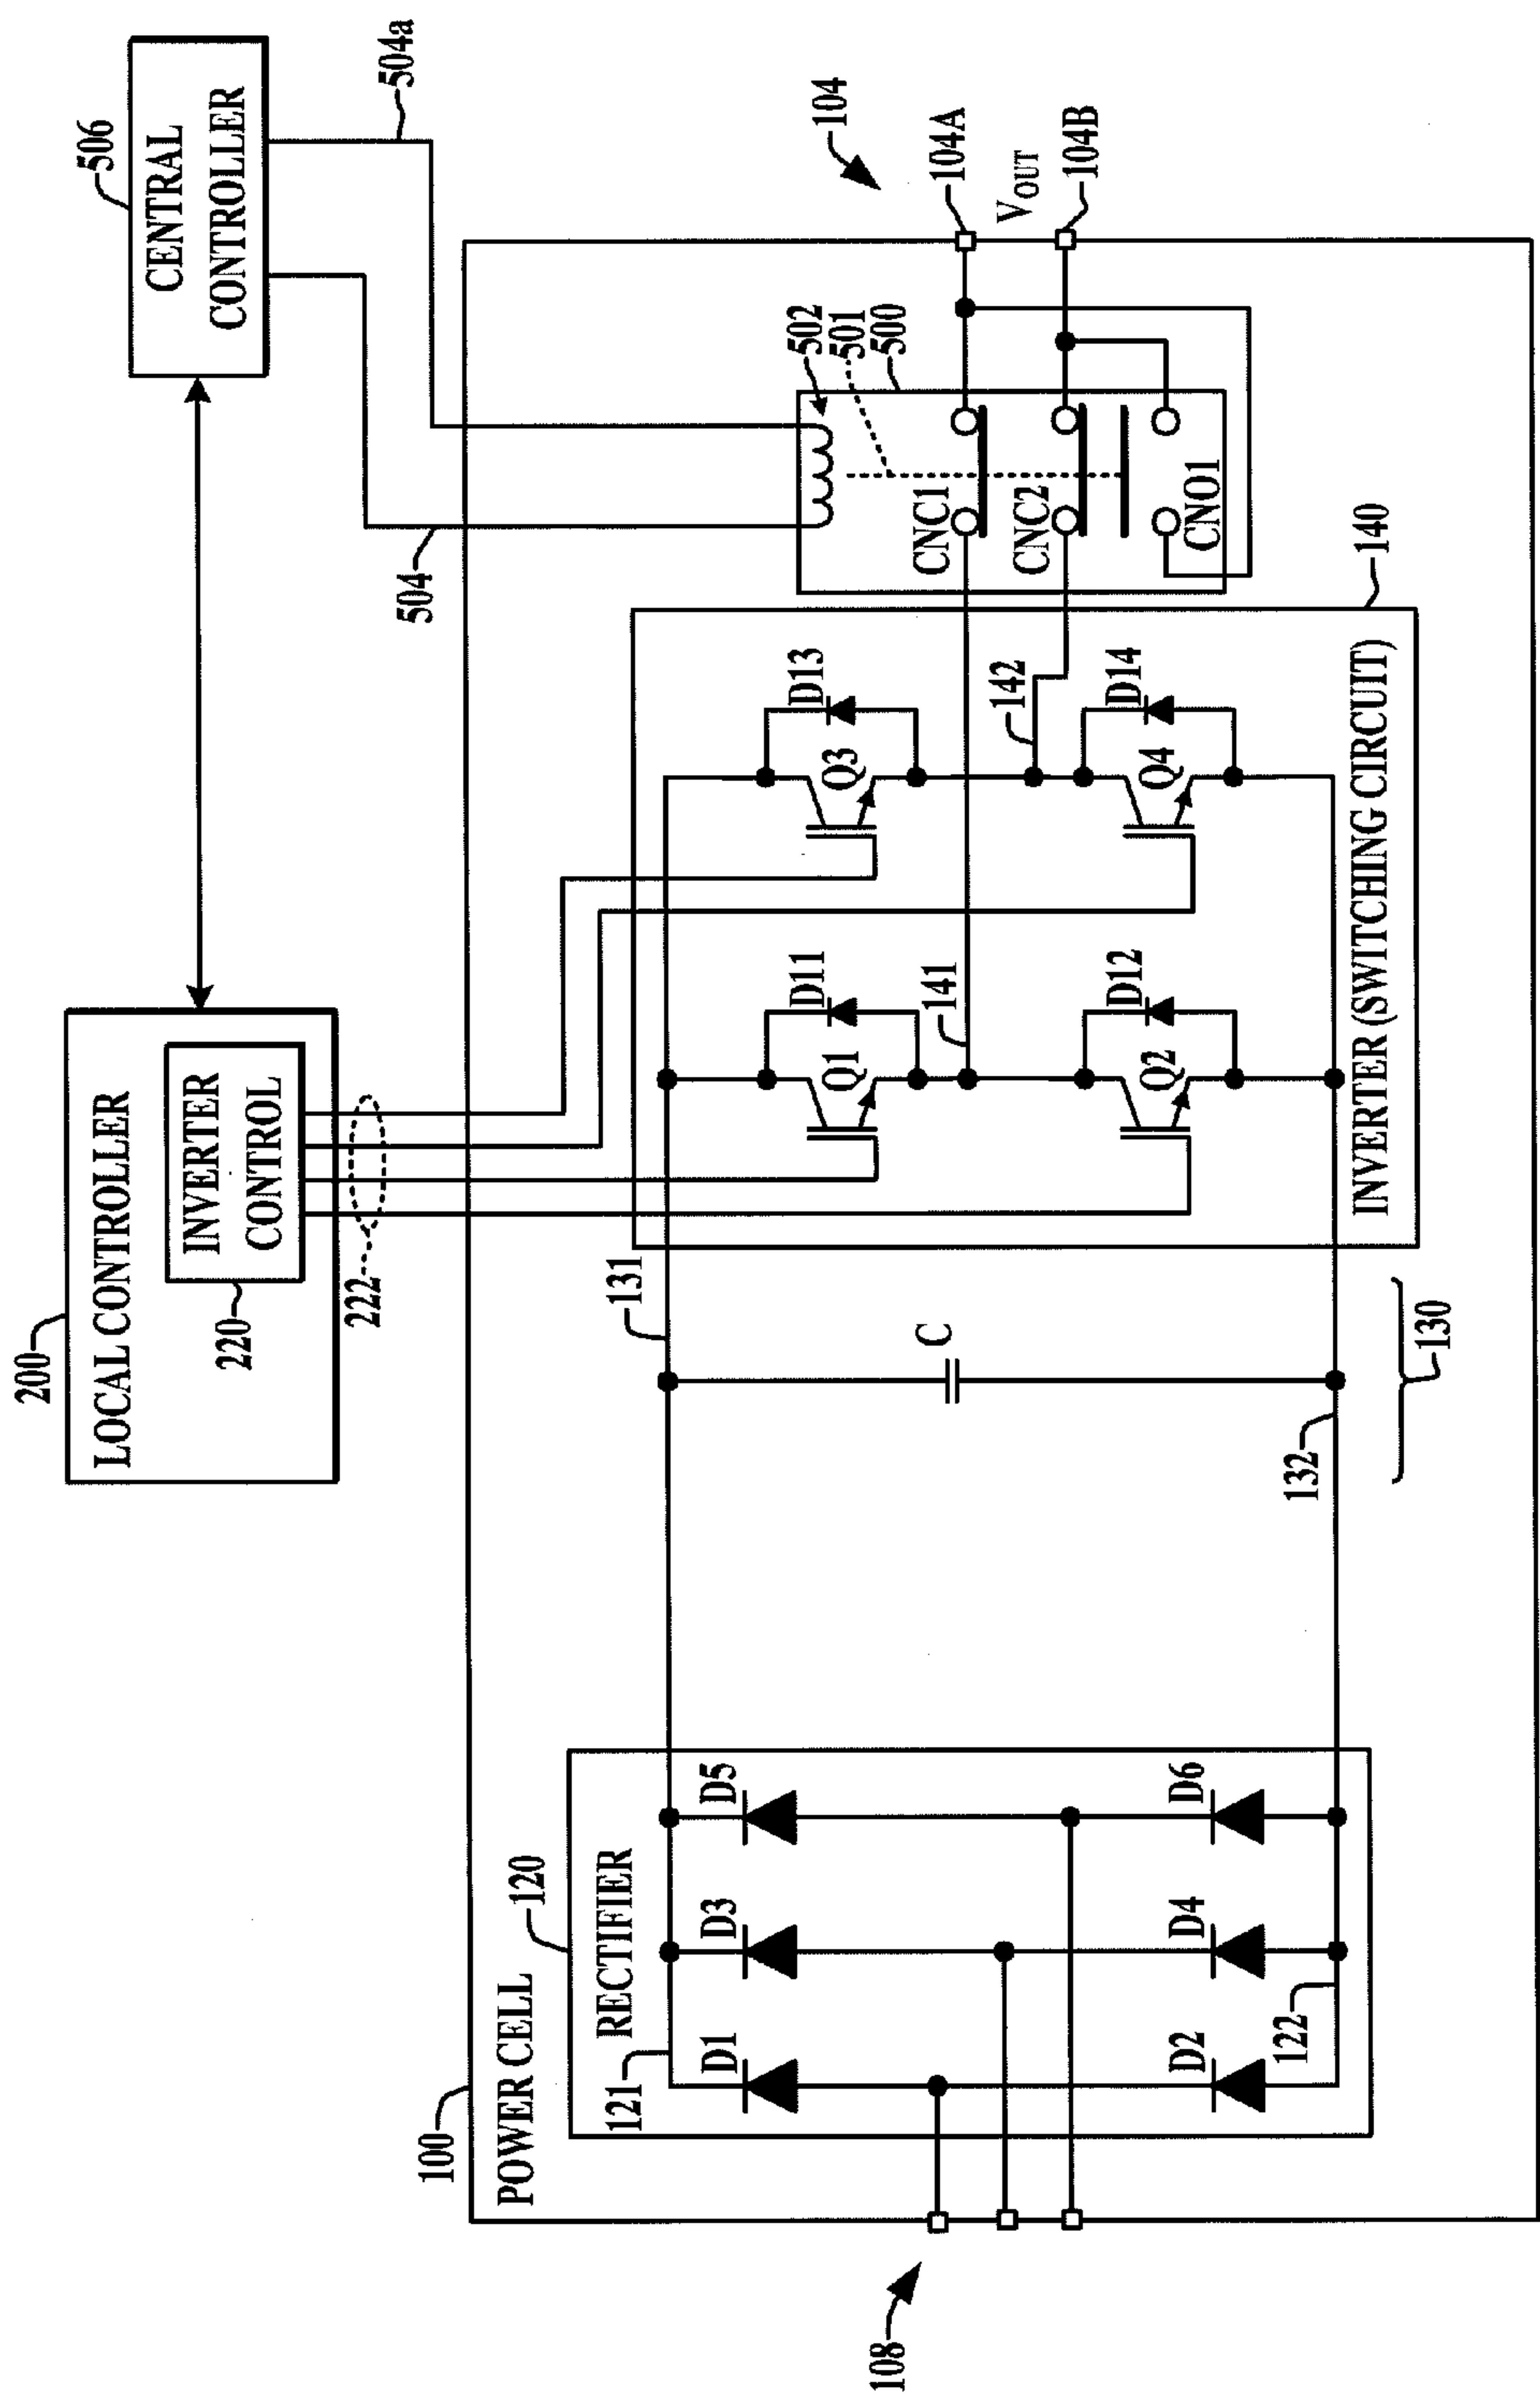 200
LOCAL CONTROLLER
INVERTER
CONTROL
220
222
506
CENTRAL
CONTROLLER
504a
504
100
POWER CELL
120
RECTIFIER
121
D1
D3
D5
D2
D4
D6
122
108
131
C
132
130
D11
Q1
141
D12
Q2
D13
Q3
142
D14
Q4
INVERTER (SWITCHING CIRCUIT)
140
502
501
500
CNC1
CNC2
CNO1
104
104A
VOUT
104B